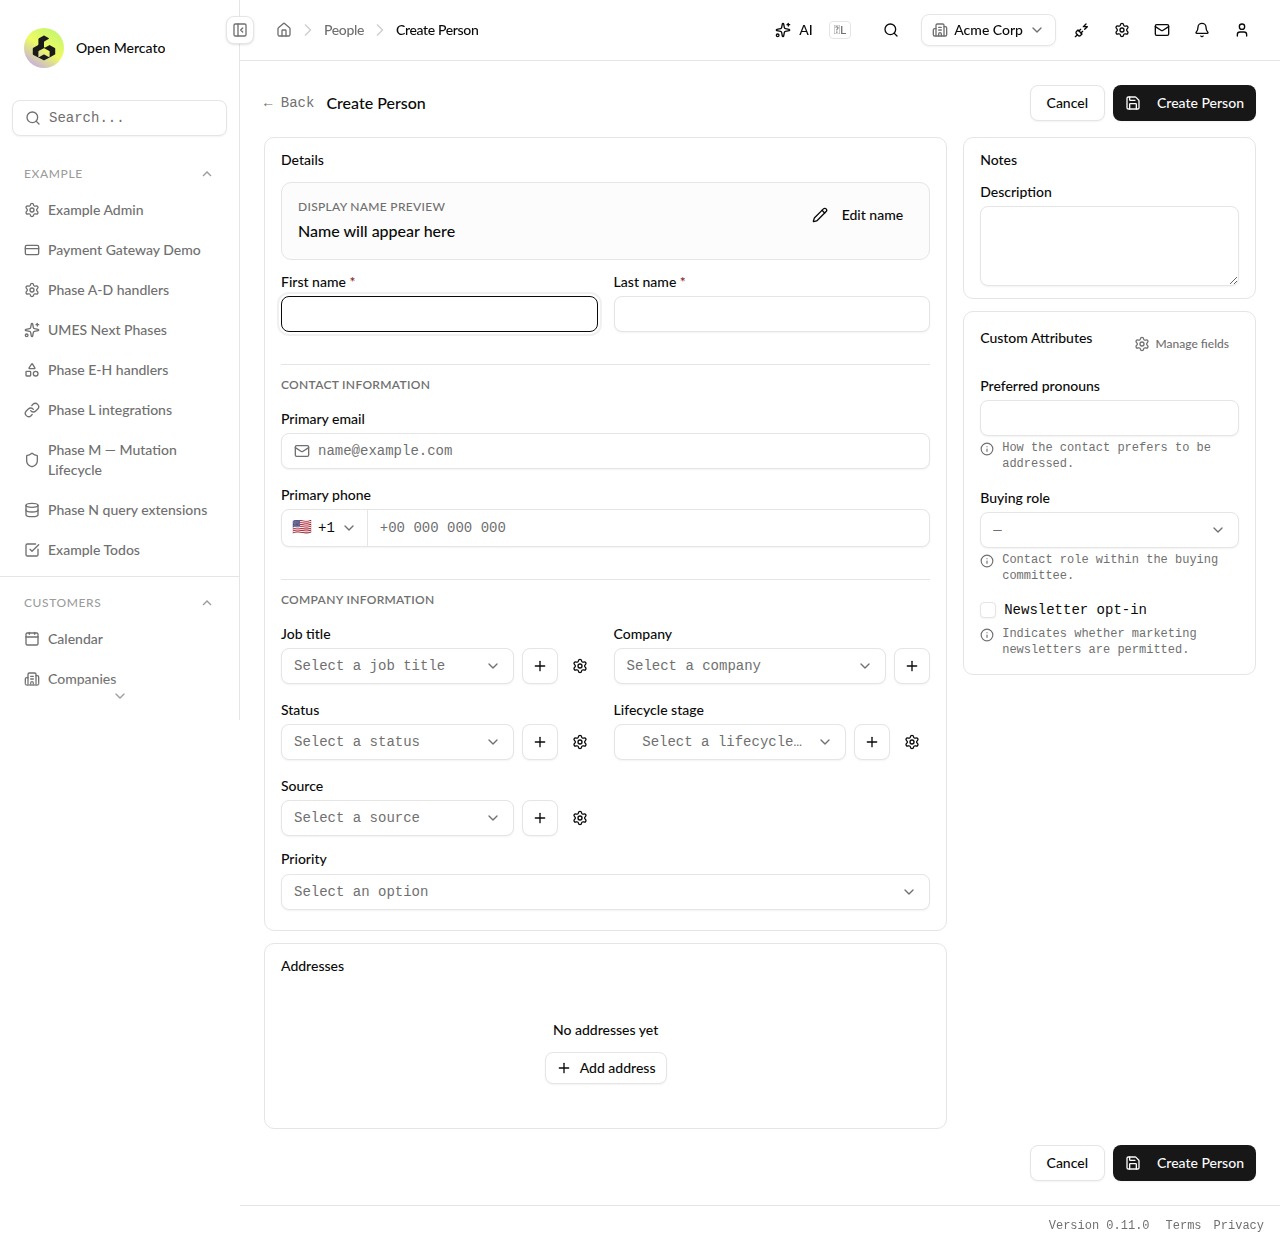 Open Mercato
Search...
EXAMPLE
Example Admin
Payment Gateway Demo
Phase A-D handlers
UMES Next Phases
Phase E-H handlers
Phase L integrations
Phase M — Mutation
Lifecycle
Phase N query extensions
Example Todos
CUSTOMERS
Calendar
Companies
People
Create Person
AI
L
Acme Corp
← Back
Create Person
Cancel
Create Person
Details
DISPLAY NAME PREVIEW
Name will appear here
Edit name
First name *
Last name *
CONTACT INFORMATION
Primary email
name@example.com
Primary phone
+1
+00 000 000 000
COMPANY INFORMATION
Job title
Company
Select a job title
Select a company
Status
Lifecycle stage
Select a status
Select a lifecycle…
Source
Select a source
Priority
Select an option
Addresses
No addresses yet
Add address
Notes
Description
Custom Attributes
Manage fields
Preferred pronouns
How the contact prefers to be
addressed.
Buying role
—
Contact role within the buying
committee.
Newsletter opt-in
Indicates whether marketing
newsletters are permitted.
Cancel
Create Person
Version 0.11.0
Terms
Privacy